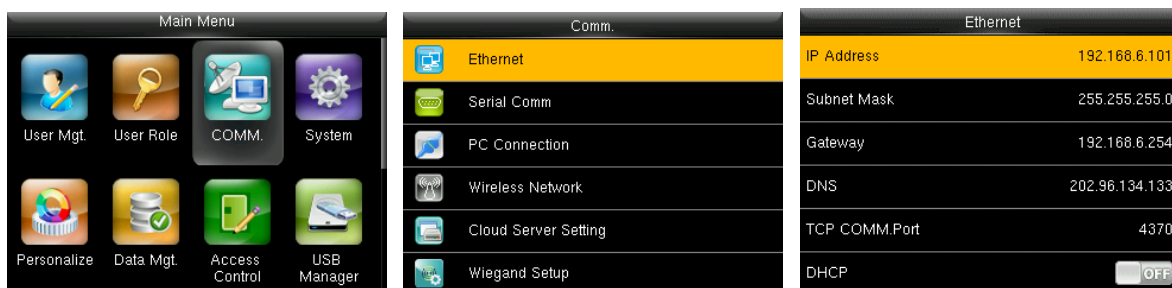 Main Menu
User Mgt. User Role COMM. System
Personalize Data Mgt. Access Control USB Manager
Comm.
Ethernet
Serial Comm
PC Connection
Wireless Network
Cloud Server Setting
Wiegand Setup
Ethernet
IP Address 192.168.6.101
Subnet Mask 255.255.255.0
Gateway 192.168.6.254
DNS 202.96.134.133
TCP COMM.Port 4370
DHCP OFF